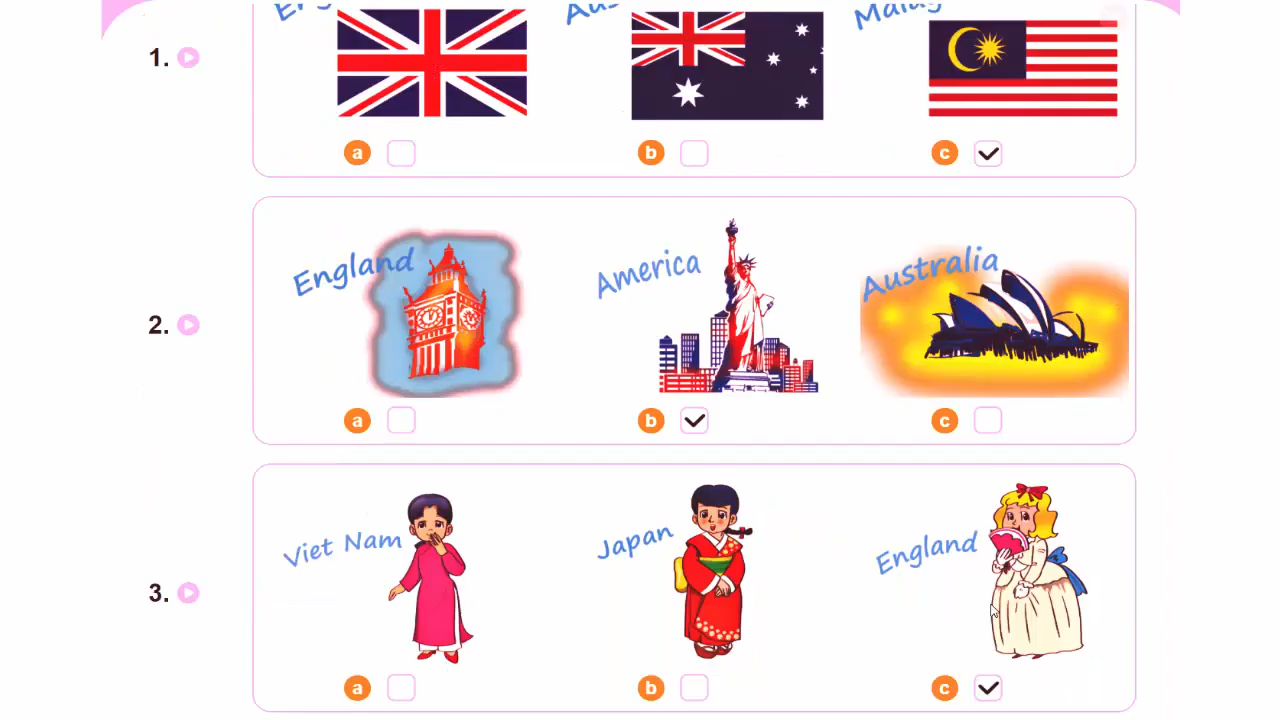 1.
a b c
England America Australia
2.
a b c
Viet Nam Japan England
3.
a b c